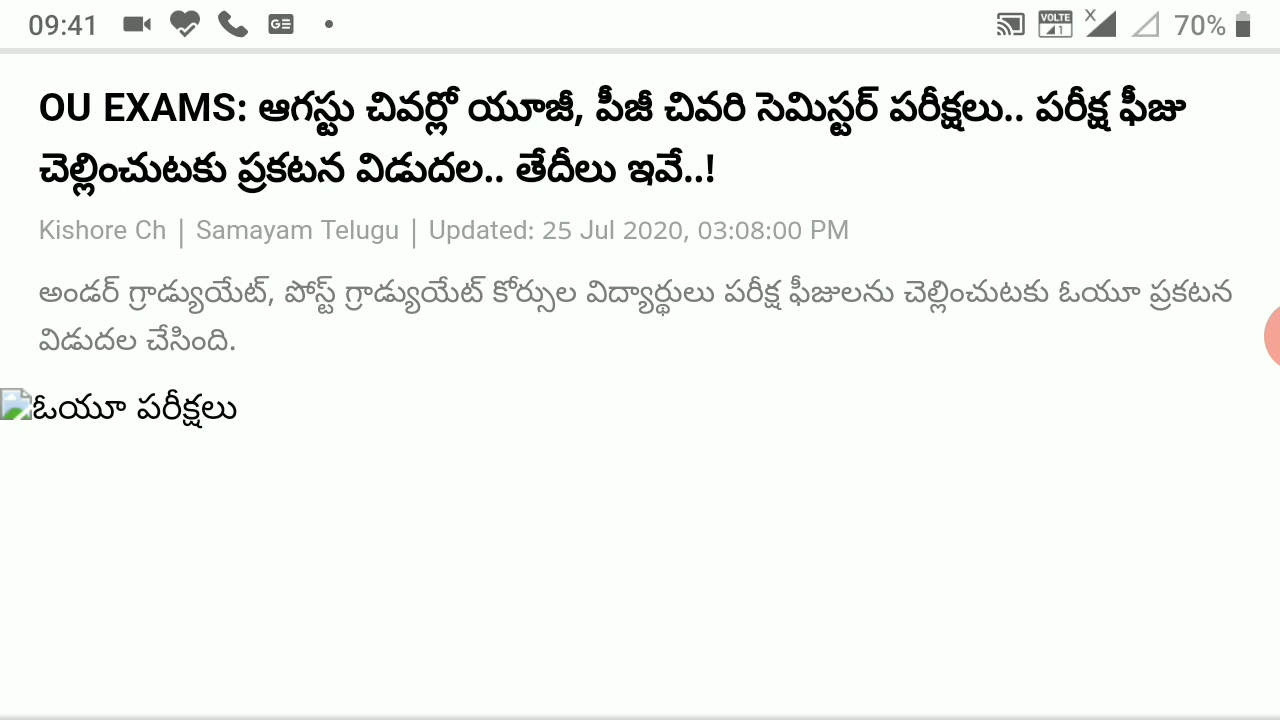 09:41 VOLTE 1 X 70%
OU EXAMS: ఆగస్టు చివర్లో యూజీ, పీజీ చివరి సెమిస్టర్ పరీక్షలు.. పరీక్ష ఫీజు
చెల్లించుటకు ప్రకటన విడుదల.. తేదీలు ఇవే..!
Kishore Ch | Samayam Telugu | Updated: 25 Jul 2020, 03:08:00 PM
అండర్ గ్రాడ్యుయేట్, పోస్ట్ గ్రాడ్యుయేట్ కోర్సుల విద్యార్థులు పరీక్ష ఫీజులను చెల్లించుటకు ఓయూ ప్రకటన
విడుదల చేసింది.
ఓయూ పరీక్షలు